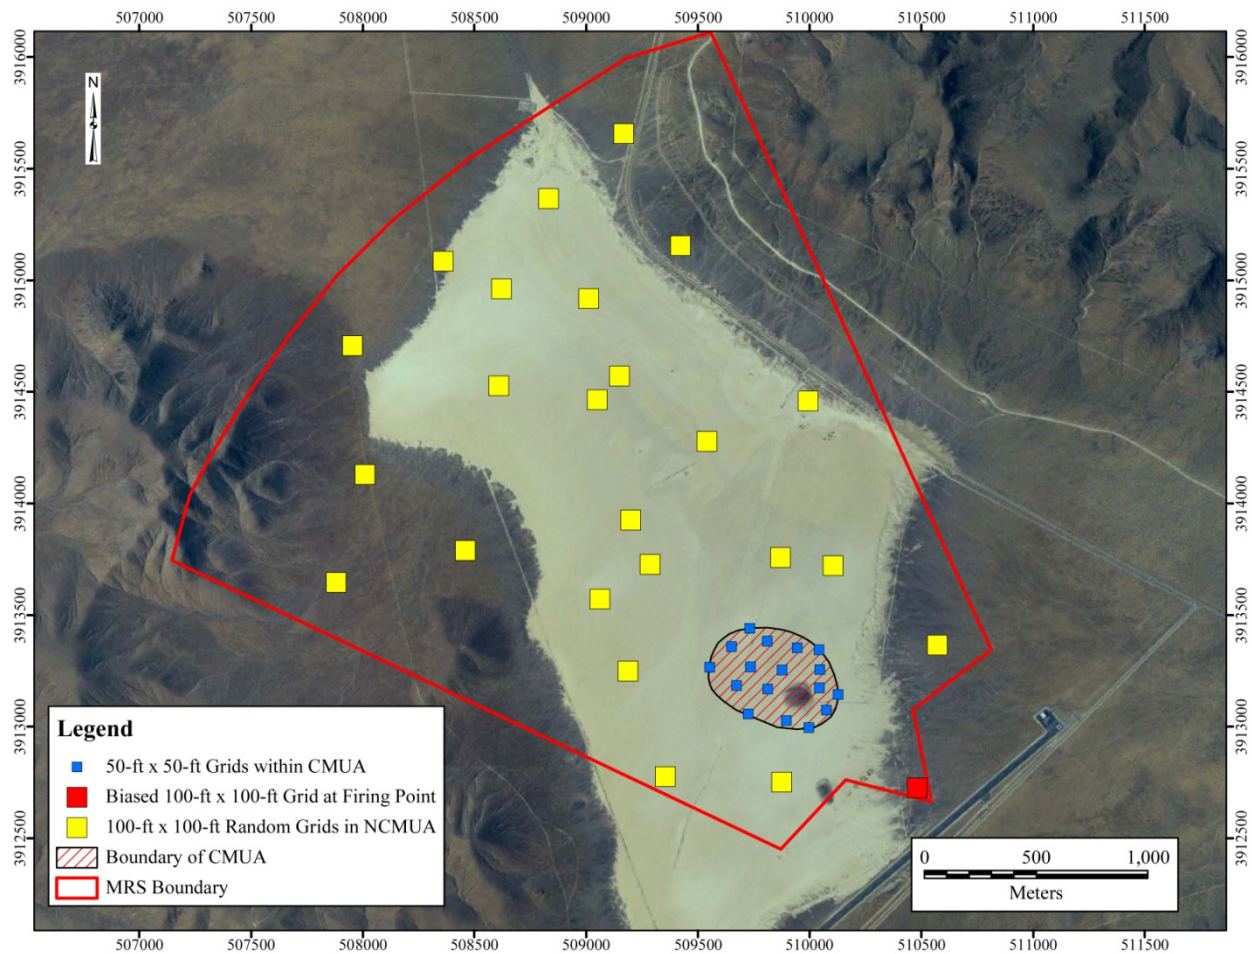 507000 507500 508000 508500 509000 509500 510000 510500 511000 511500
3916000
3915500
3915000
3914500
3914000
3913500
3913000
3912500
N
3916000
3915500
3915000
3914500
3914000
3913500
3913000
3912500
Legend
50-ft x 50-ft Grids within CMUA
Biased 100-ft x 100-ft Grid at Firing Point
100-ft x 100-ft Random Grids in NCMUA
Boundary of CMUA
MRS Boundary
0 500 1,000
Meters
507000 507500 508000 508500 509000 509500 510000 510500 511000 511500